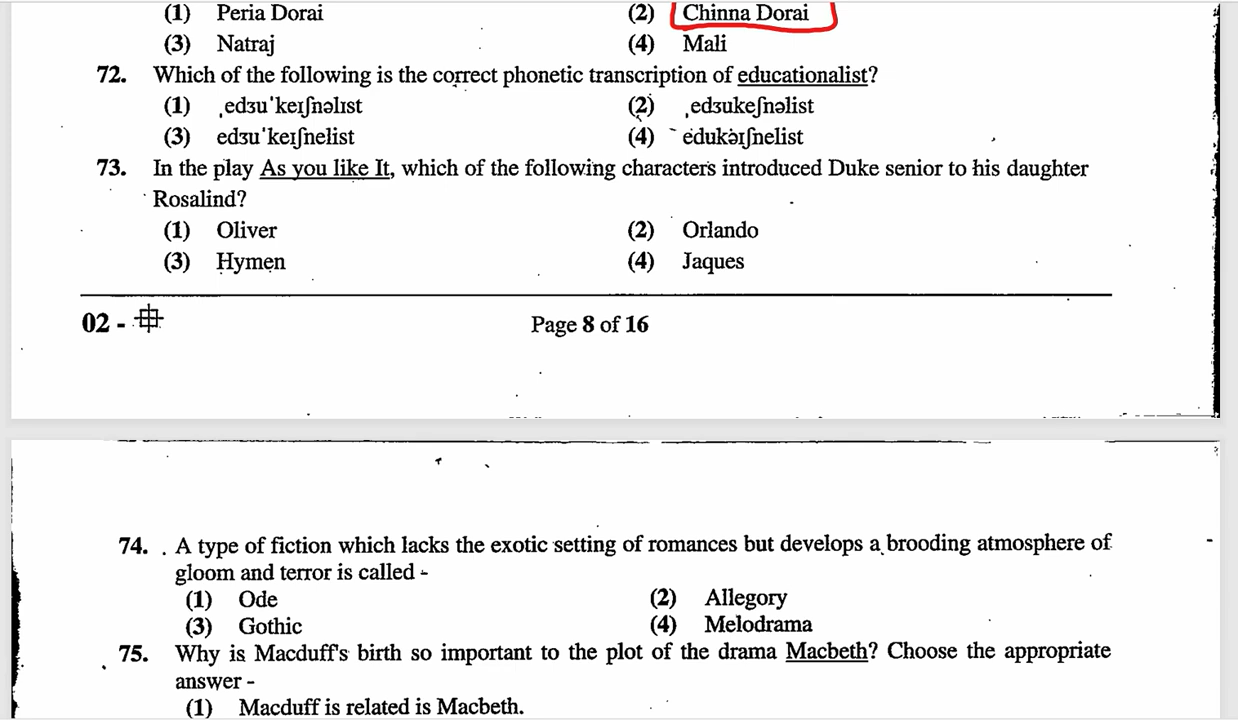 (1) Peria Dorai (2) Chinna Dorai
(3) Natraj (4) Mali
72. Which of the following is the correct phonetic transcription of educationalist?
(1) ˌedʒuˈkeɪʃnəlɪst (2) ˌedʒukeʃnəlist
(3) edʒuˈkeɪʃnelist (4) edukəɪʃnelist
73. In the play As you like It, which of the following characters introduced Duke senior to his daughter
Rosalind?
(1) Oliver (2) Orlando
(3) Hymen (4) Jaques
02 - Page 8 of 16
74. A type of fiction which lacks the exotic setting of romances but develops a brooding atmosphere of
gloom and terror is called -
(1) Ode (2) Allegory
(3) Gothic (4) Melodrama
75. Why is Macduff's birth so important to the plot of the drama Macbeth? Choose the appropriate
answer -
(1) Macduff is related is Macbeth.